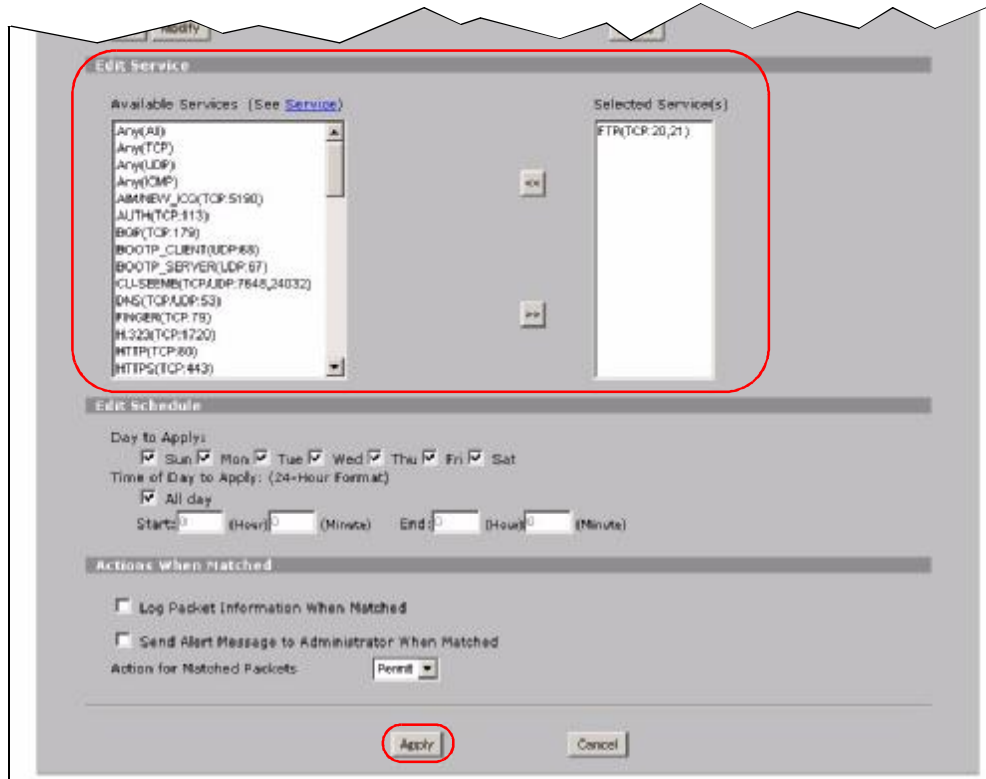 Modify
Edit Service
Available Services (See Service)
Selected Service(s)
Any(All)
Any(TCP)
Any(UDP)
Any(ICMP)
AIM/NEW_ICQ(TCP:5190)
AUTH(TCP:113)
BGP(TCP:179)
BOOTP_CLIENT(UDP:68)
BOOTP_SERVER(UDP:67)
CU-SEEME(TCP/UDP:7648,24032)
DNS(TCP/UDP:53)
FINGER(TCP:79)
H.323(TCP:1720)
HTTP(TCP:80)
HTTPS(TCP:443)
FTP(TCP:20,21)
<<
>>
Edit Schedule
Day to Apply:
Sun Mon Tue Wed Thu Fri Sat
Time of Day to Apply: (24-Hour Format)
All day
Start: 0 (Hour) 0 (Minute) End: 0 (Hour) 0 (Minute)
Actions When Matched
Log Packet Information When Matched
Send Alert Message to Administrator When Matched
Action for Matched Packets Permit
Apply Cancel